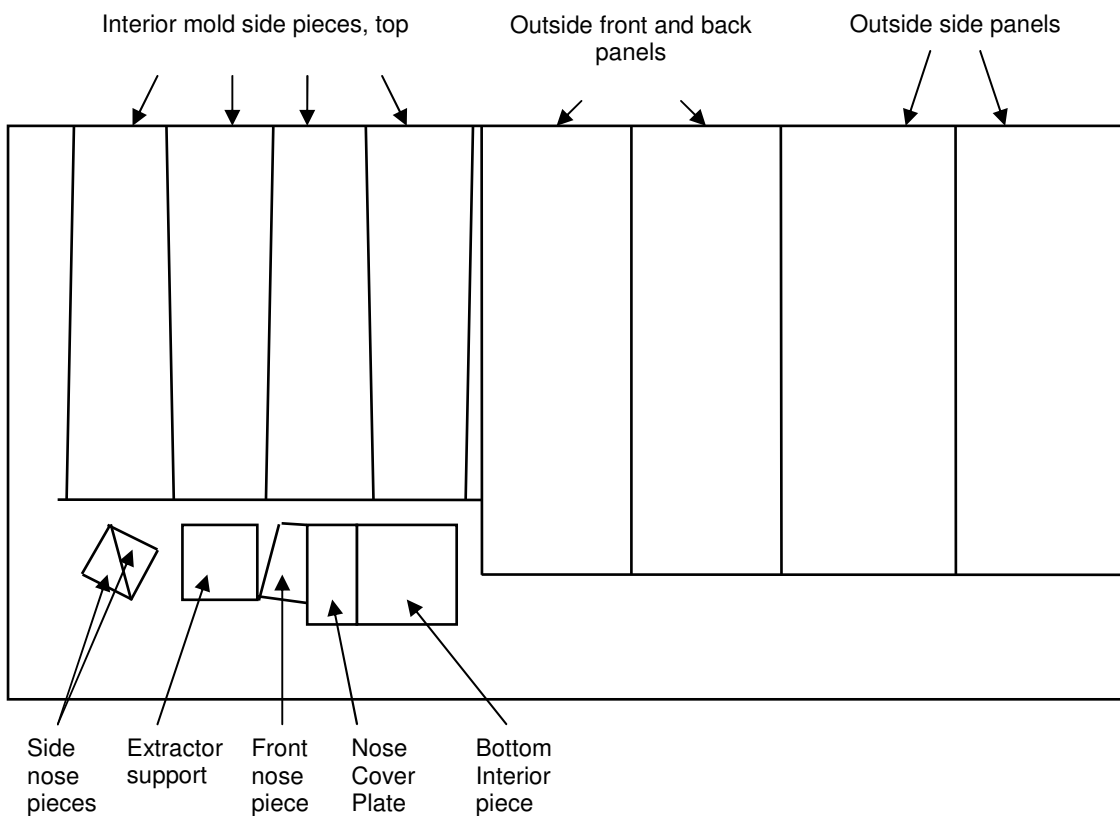 Interior mold side pieces, top
Outside front and back
panels
Outside side panels
Side
nose
pieces
Extractor
support
Front
nose
piece
Nose
Cover
Plate
Bottom
Interior
piece